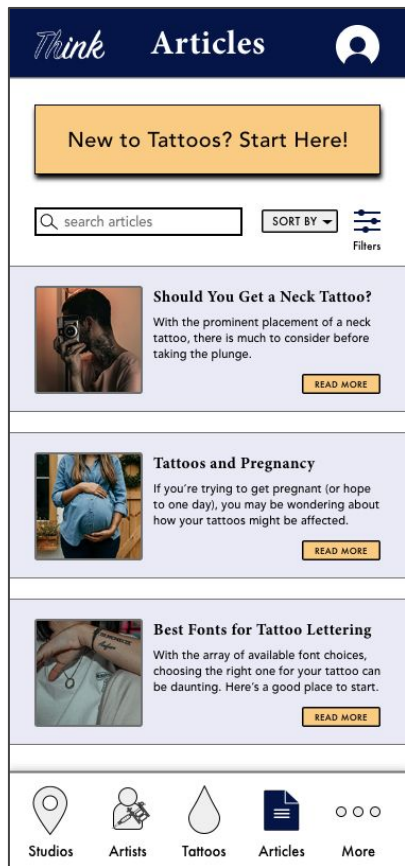 Think
Articles
New to Tattoos? Start Here!
search articles
SORT BY
Filters
Should You Get a Neck Tattoo?
With the prominent placement of a neck
tattoo, there is much to consider before
taking the plunge.
READ MORE
Tattoos and Pregnancy
If you're trying to get pregnant (or hope
to one day), you may be wondering about
how your tattoos might be affected.
READ MORE
Best Fonts for Tattoo Lettering
With the array of available font choices,
choosing the right one for your tattoo can
be daunting. Here's a good place to start.
READ MORE
Studios
Artists
Tattoos
Articles
More